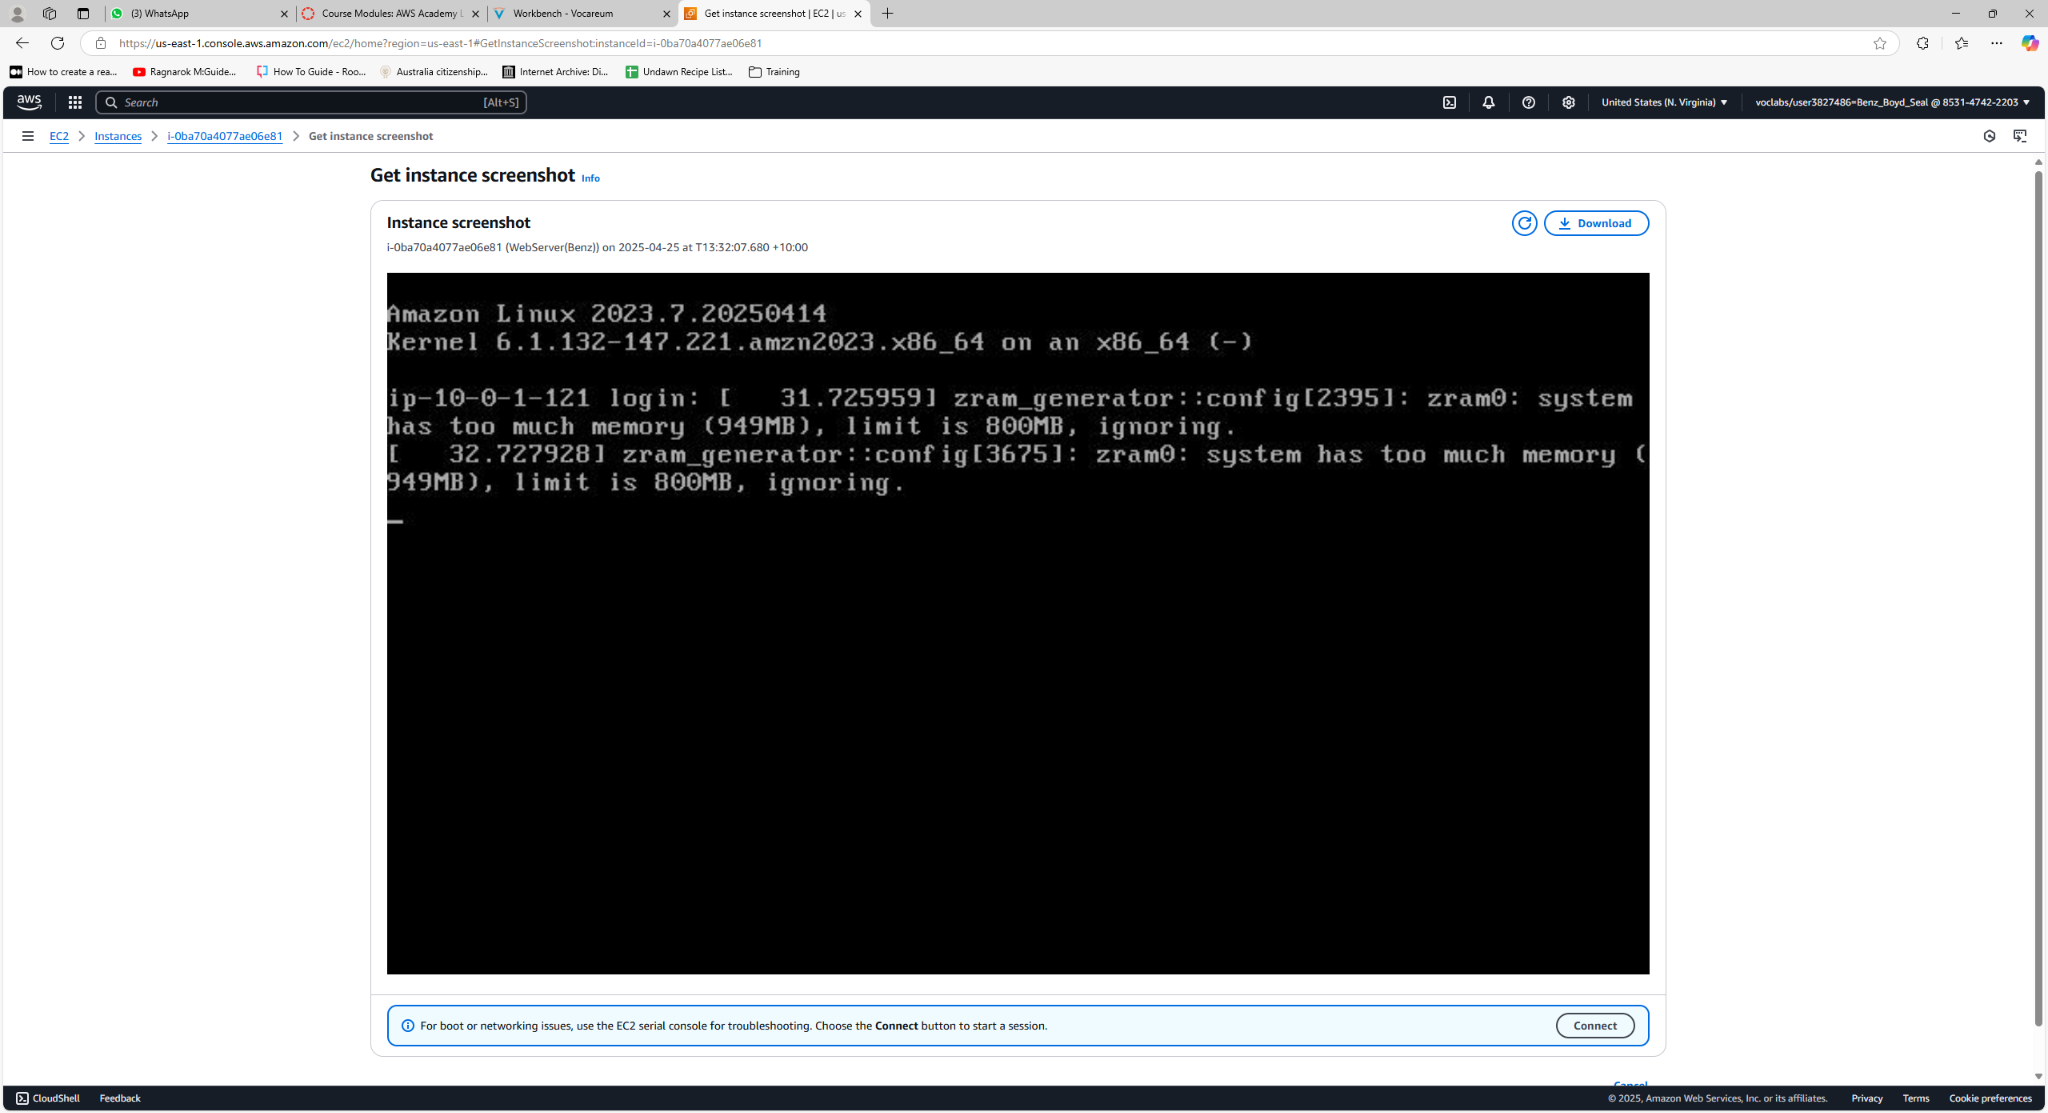 (3) WhatsApp
Course Modules: AWS Academy L
Workbench - Vocareum
Get instance screenshot | EC2 | us
https://us-east-1.console.aws.amazon.com/ec2/home?region=us-east-1#GetInstanceScreenshot:instanceId=i-0ba70a4077ae06e81
How to create a rea...
Ragnarok M:Guide...
How To Guide - Roo...
Australia citizenship...
Internet Archive: Di...
Undawn Recipe List...
Training
aws
Search
[Alt+S]
United States (N. Virginia)
voclabs/user3827486=Benz_Boyd_Seal @ 8531-4742-2203
EC2
Instances
i-0ba70a4077ae06e81
Get instance screenshot
Get instance screenshot Info
Instance screenshot
Download
i-0ba70a4077ae06e81 (WebServer(Benz)) on 2025-04-25 at T13:32:07.680 +10:00
Amazon Linux 2023.7.20250414
Kernel 6.1.132-147.221.amzn2023.x86_64 on an x86_64 (-)
ip-10-0-1-121 login: [   31.725959] zram_generator::config[2395]: zram0: system
has too much memory (949MB), limit is 800MB, ignoring.
[   32.727928] zram_generator::config[3675]: zram0: system has too much memory (
949MB), limit is 800MB, ignoring.
For boot or networking issues, use the EC2 serial console for troubleshooting. Choose the Connect button to start a session.
Connect
Cancel
CloudShell
Feedback
© 2025, Amazon Web Services, Inc. or its affiliates.
Privacy
Terms
Cookie preferences